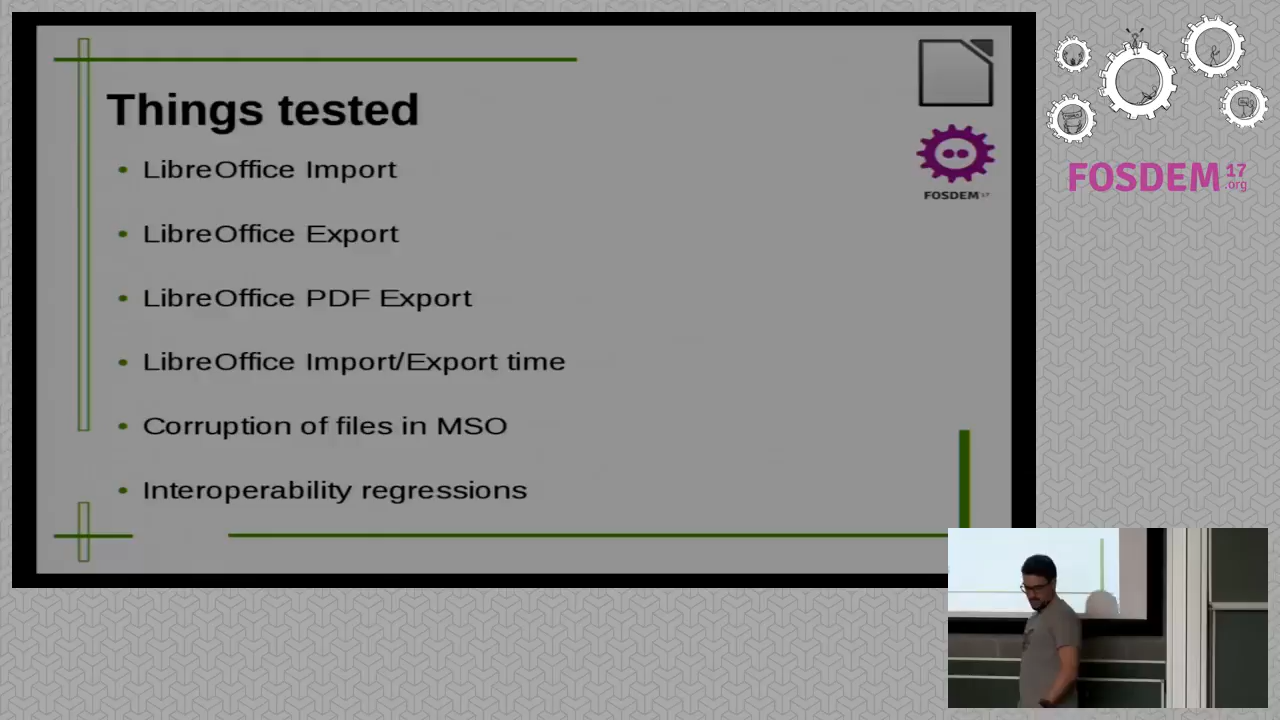 Things tested
LibreOffice Import
LibreOffice Export
LibreOffice PDF Export
LibreOffice Import/Export time
Corruption of files in MSO
Interoperability regressions
FOSDEM 17
FOSDEM 17
.org